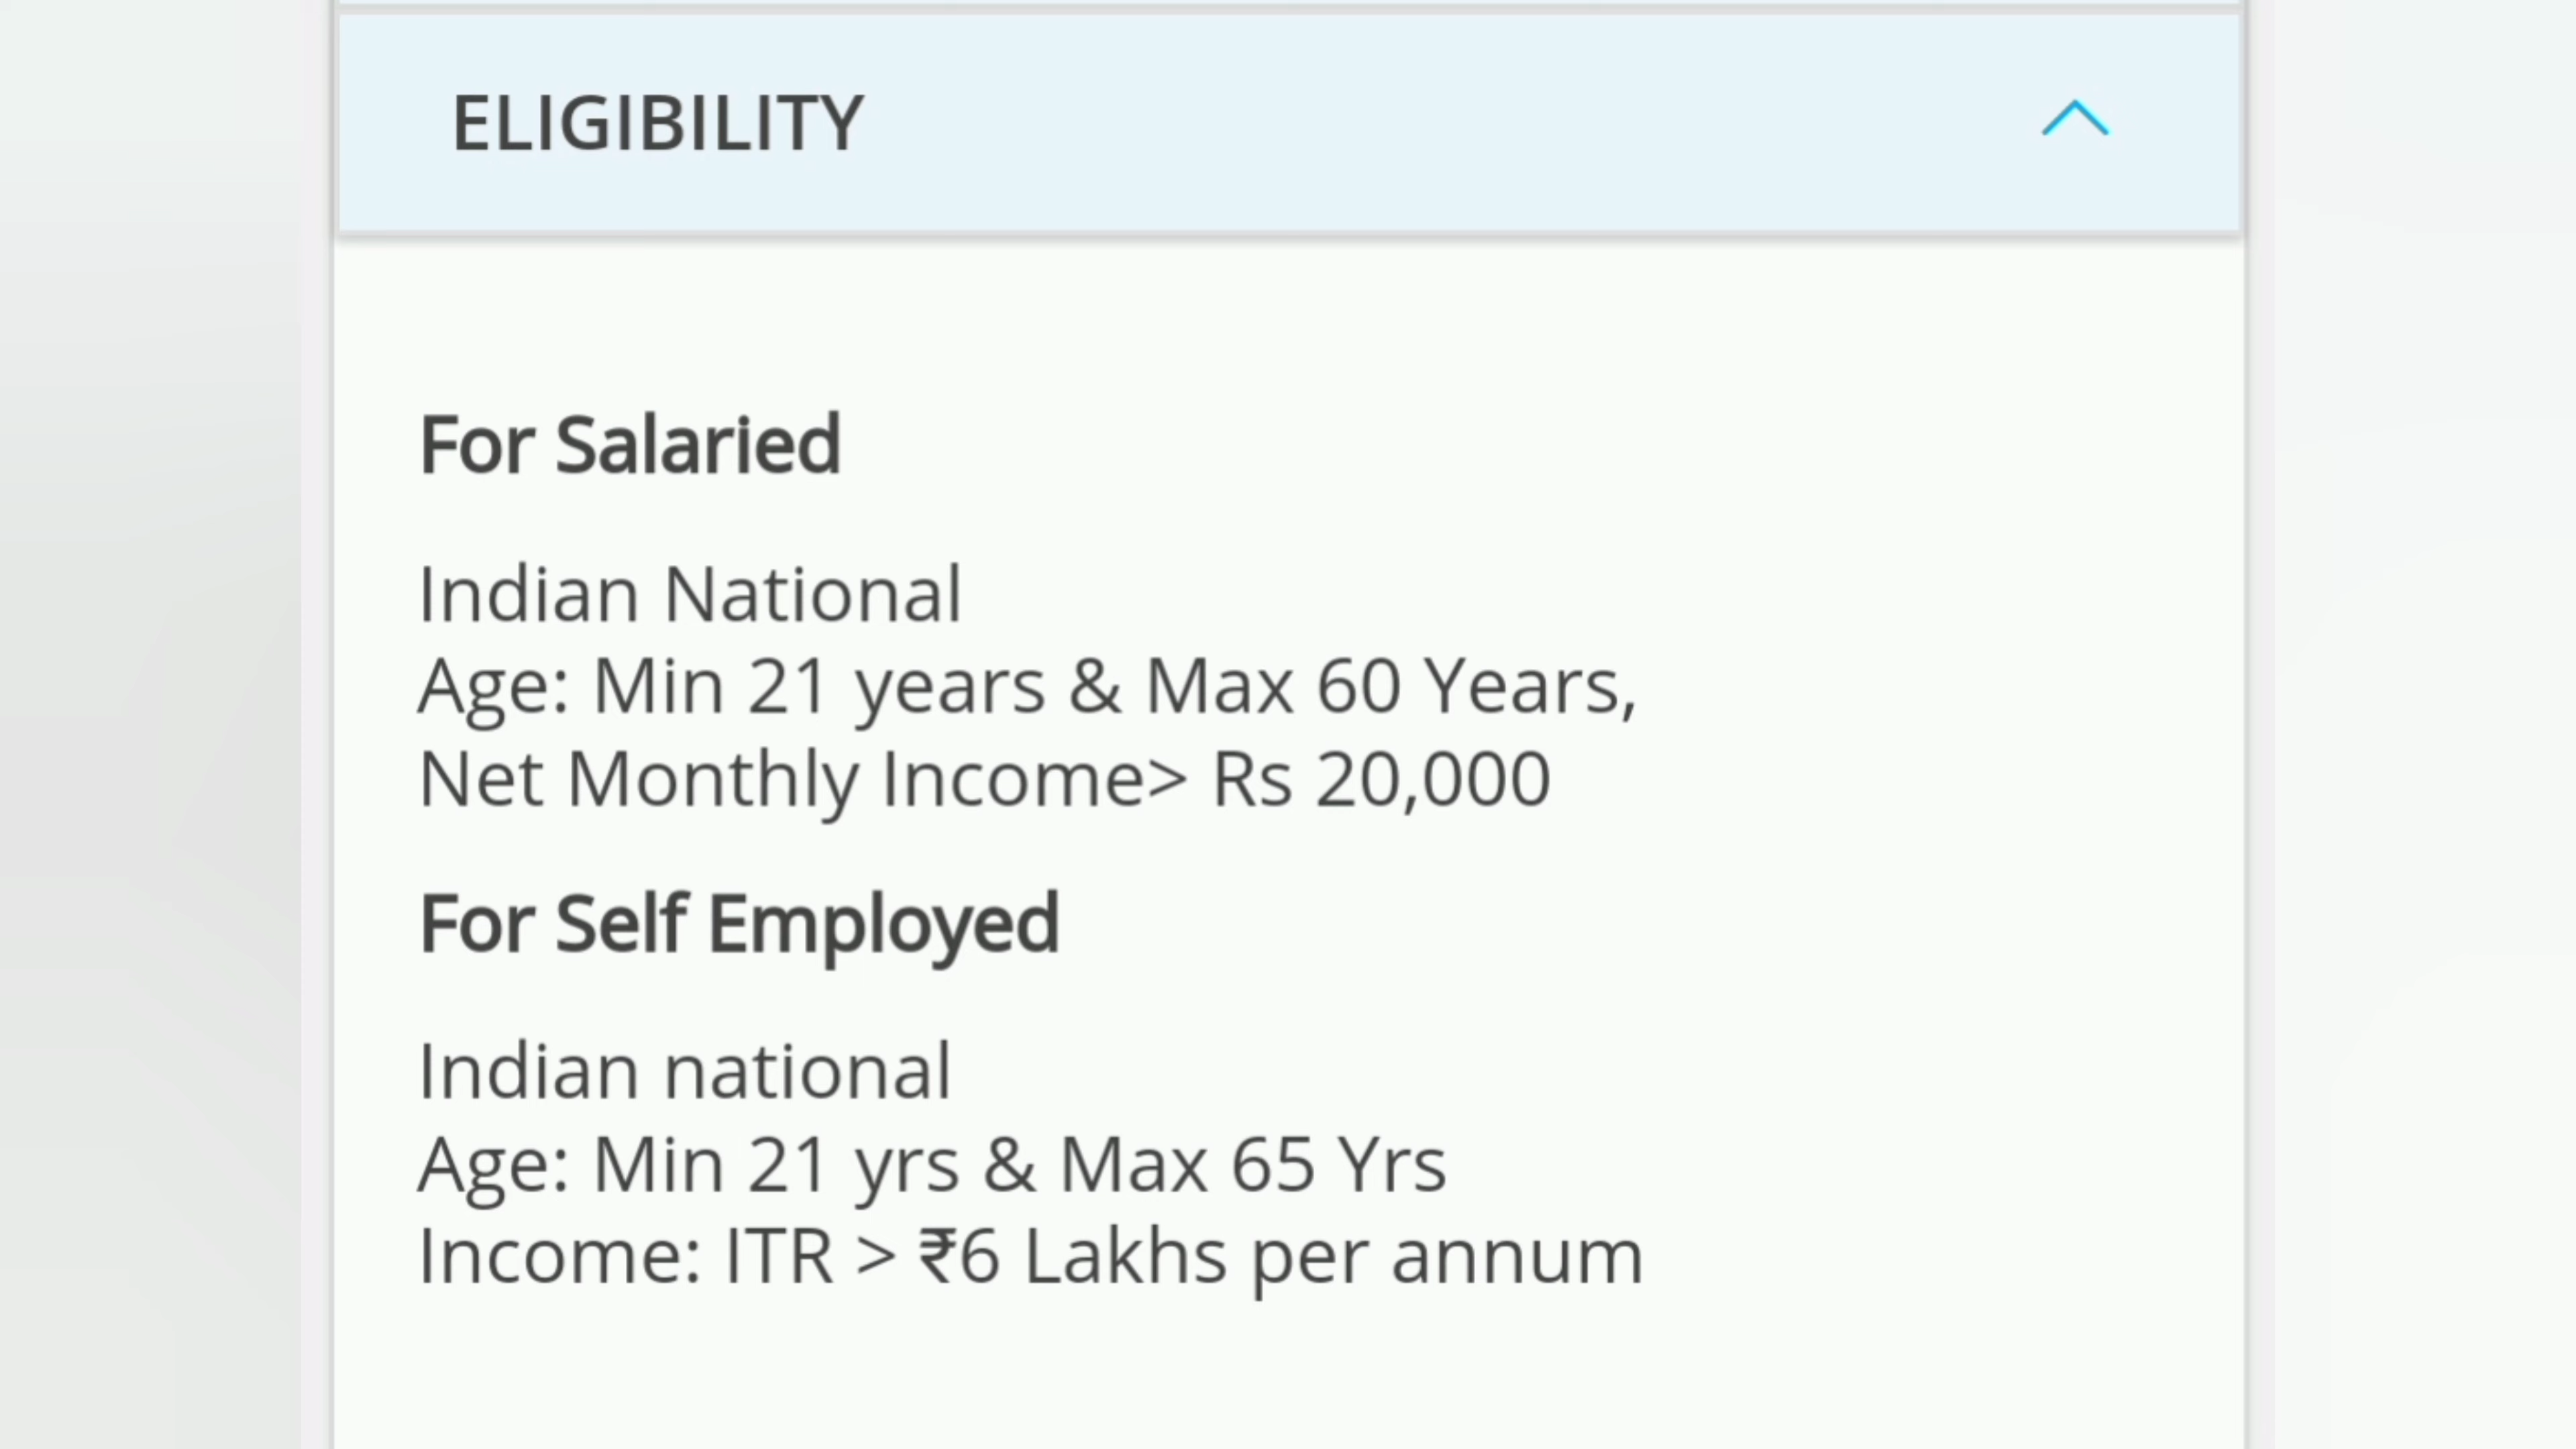 ELIGIBILITY
For Salaried
Indian National
Age: Min 21 years & Max 60 Years,
Net Monthly Income> Rs 20,000
For Self Employed
Indian national
Age: Min 21 yrs & Max 65 Yrs
Income: ITR > ₹6 Lakhs per annum